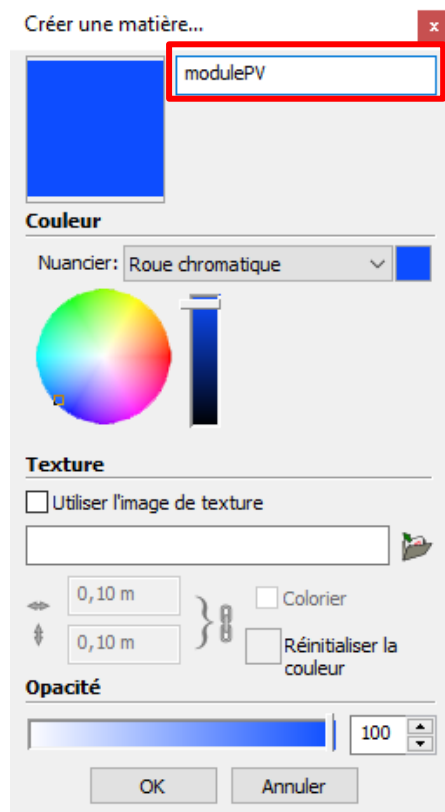 Créer une matière...
x
modulePV
Couleur
Nuancier: Roue chromatique
Texture
Utiliser l'image de texture
0,10 m
Colorier
0,10 m
Réinitialiser la
couleur
Opacité
100
OK Annuler